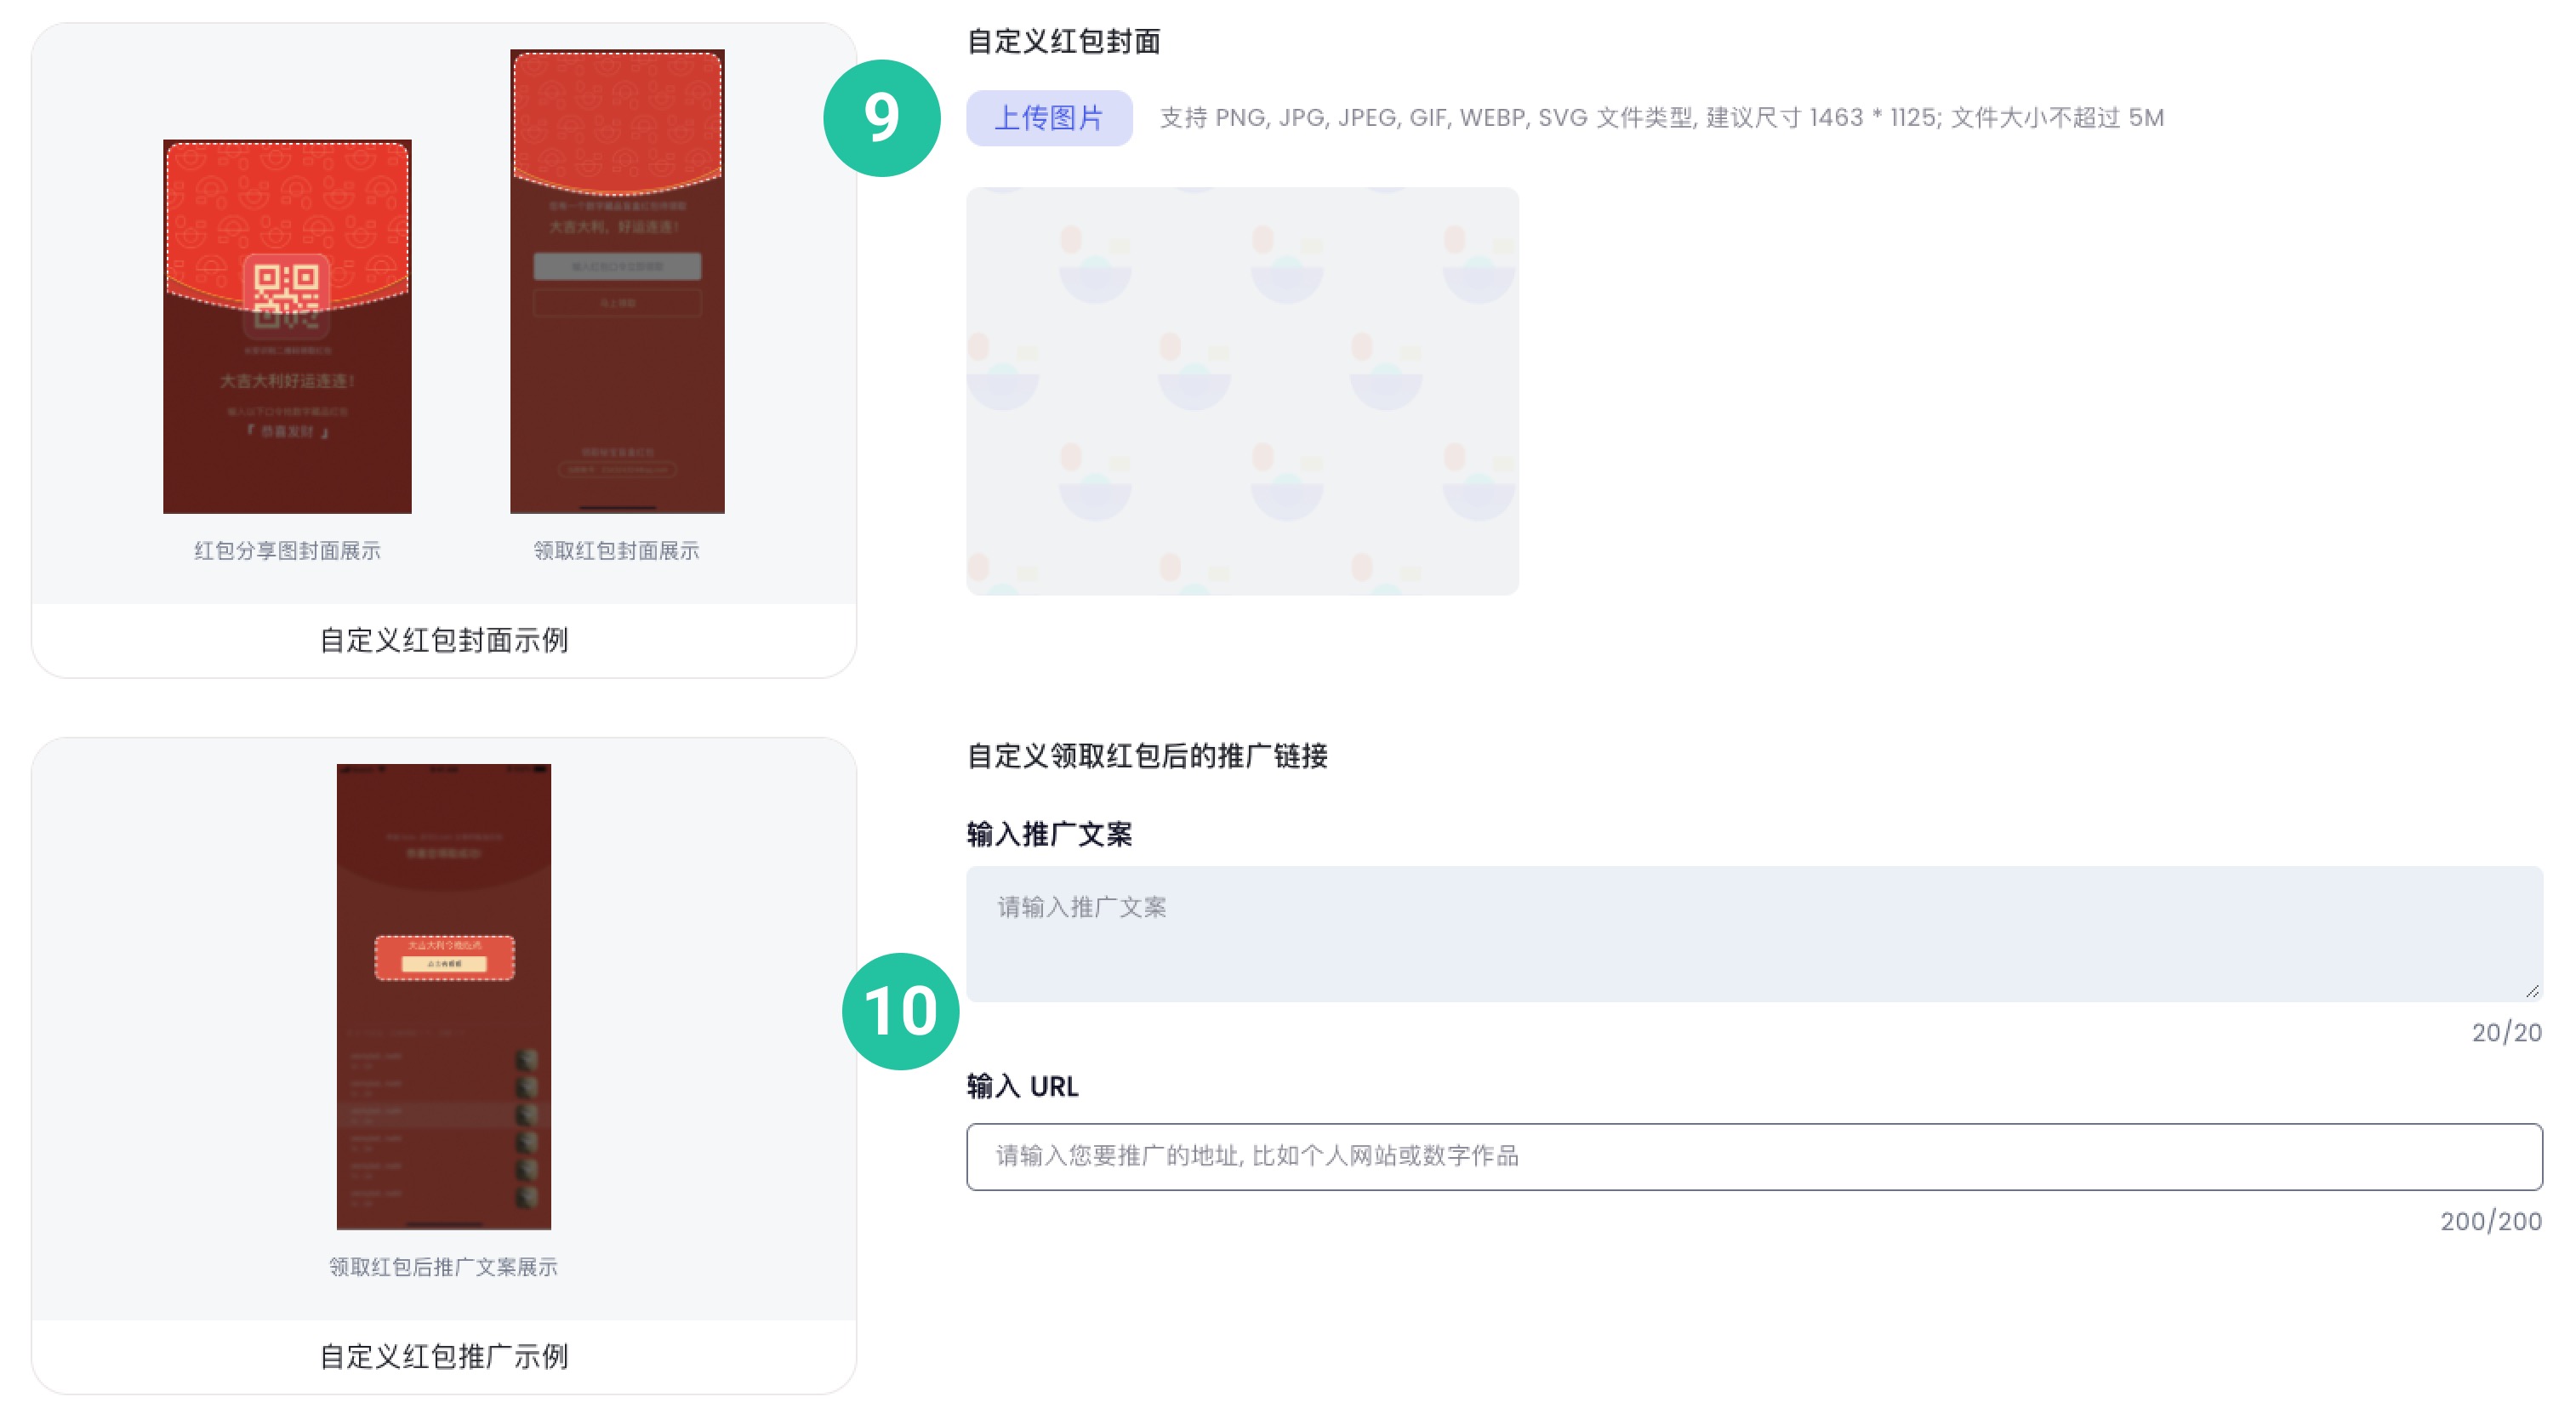 自定义红包封面
9
上传图片
支持 PNG, JPG, JPEG, GIF, WEBP, SVG 文件类型, 建议尺寸 1463 * 1125; 文件大小不超过 5M
大吉大利好运连连!
「 恭喜发财 」
大吉大利，好运连连!
马上领取
红包分享图封面展示
领取红包封面展示
自定义红包封面示例
自定义领取红包后的推广链接
输入推广文案
请输入推广文案
20/20
10
输入 URL
请输入您要推广的地址, 比如个人网站或数字作品
200/200
领取红包后推广文案展示
自定义红包推广示例